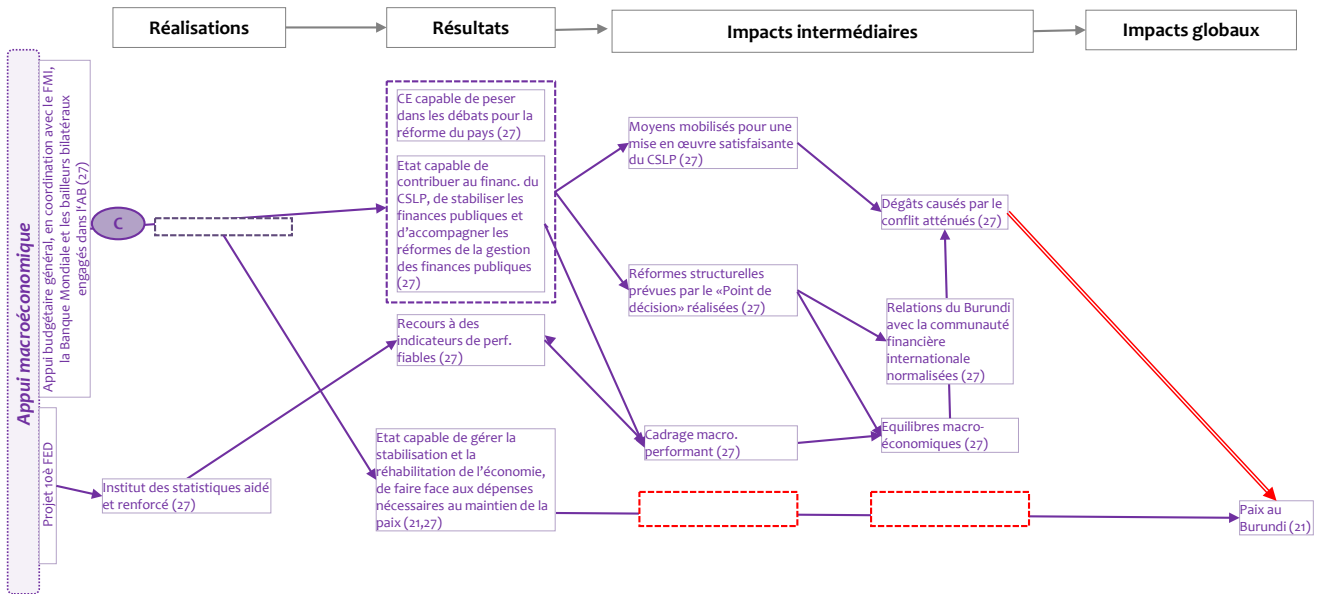 Réalisations
Résultats
Impacts intermédiaires
Impacts globaux
Appui macroéconomique
Appui budgétaire général, en coordination avec le FMI,
la Banque Mondiale et les bailleurs bilatéraux
engagés dans l'AB (27)
Projet 10è FED
C
Institut des statistiques aidé
et renforcé (27)
CE capable de peser
dans les débats pour la
réforme du pays (27)
Etat capable de
contribuer au financ. du
CSLP, de stabiliser les
finances publiques et
d'accompagner les
réformes de la gestion
des finances publiques
(27)
Recours à des
indicateurs de perf.
fiables (27)
Etat capable de gérer la
stabilisation et la
réhabilitation de l'économie,
de faire face aux dépenses
nécessaires au maintien de la
paix (21,27)
Moyens mobilisés pour une
mise en œuvre satisfaisante
du CSLP (27)
Réformes structurelles
prévues par le «Point de
décision» réalisées (27)
Cadrage macro.
performant (27)
Dégâts causés par le
conflit atténués (27)
Relations du Burundi
avec la communauté
financière
internationale
normalisées (27)
Equilibres macro-
économiques (27)
Paix au
Burundi (21)